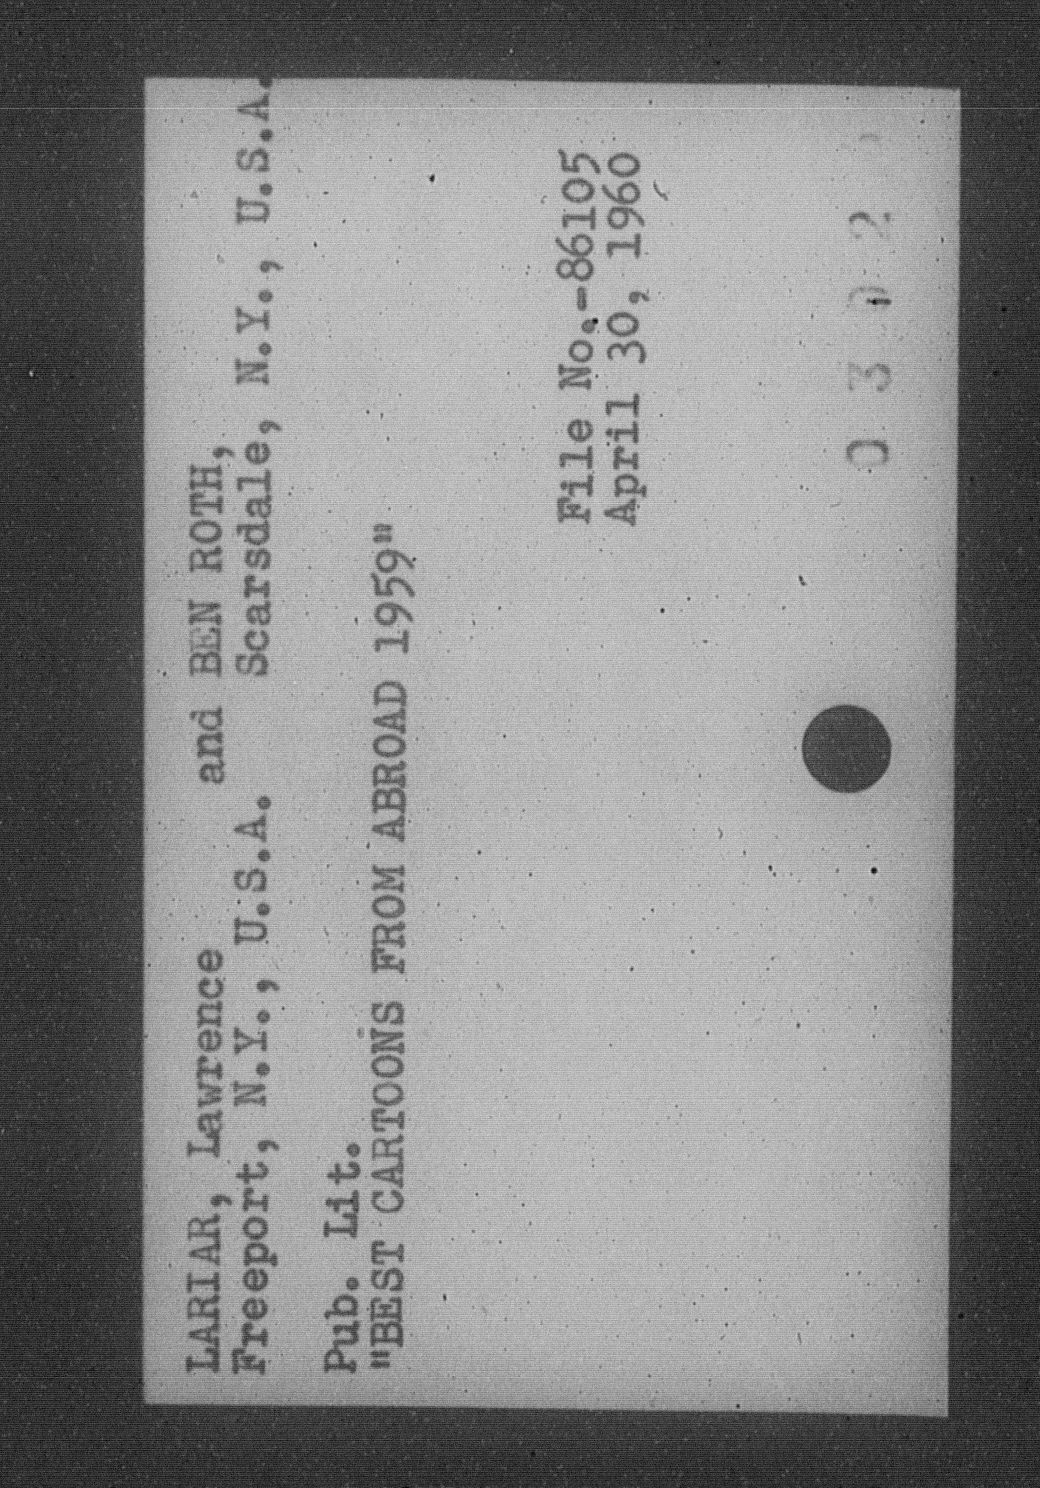 LARIAR, Lawrence and BEN ROTH,
Freeport, N.Y., U.S.A. Scarsdale, N.Y., U.S.A.
Pub. Lit.
"BEST CARTOONS FROM ABROAD 1959"
File No.-86105
April 30, 1960